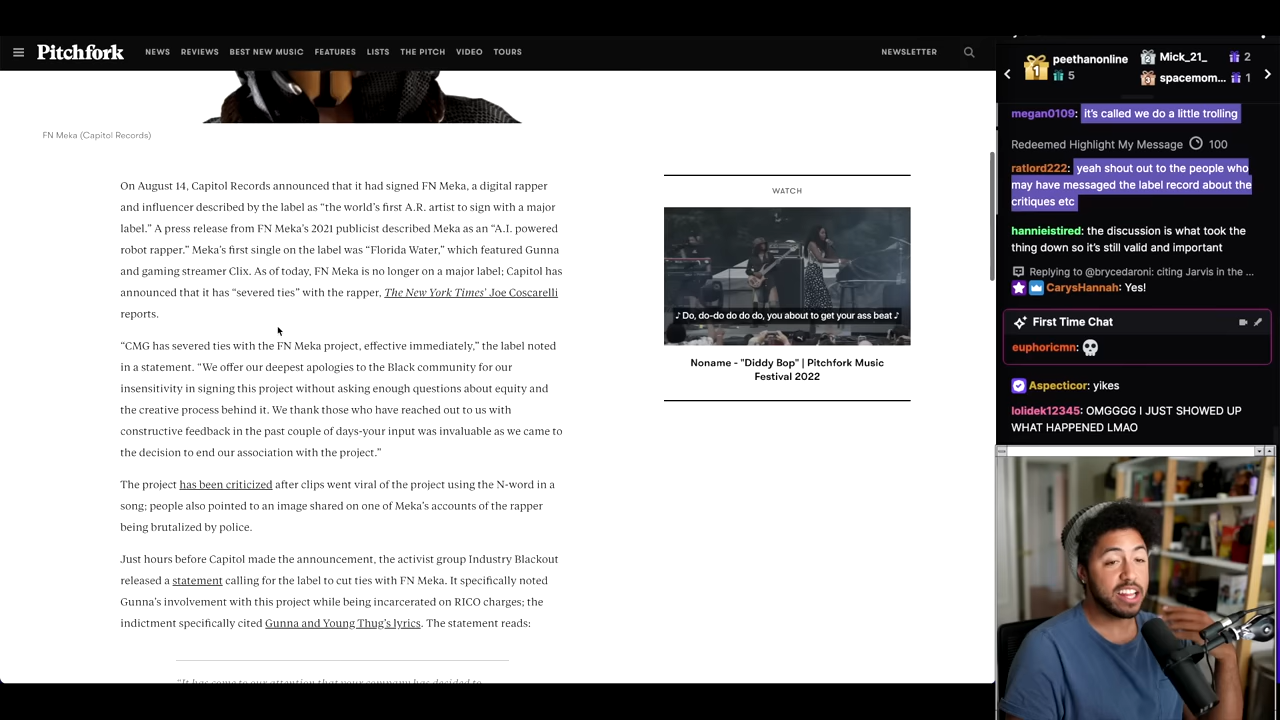 Pitchfork
NEWS REVIEWS BEST NEW MUSIC FEATURES LISTS THE PITCH VIDEO TOURS
NEWSLETTER
FN Meka (Capitol Records)
On August 14, Capitol Records announced that it had signed FN Meka, a digital rapper
and influencer described by the label as “the world’s first A.R. artist to sign with a major
label.” A press release from FN Meka’s 2021 publicist described Meka as an “A.I. powered
robot rapper.” Meka’s first single on the label was “Florida Water,” which featured Gunna
and gaming streamer Clix. As of today, FN Meka is no longer on a major label; Capitol has
announced that it has “severed ties” with the rapper, The New York Times’ Joe Coscarelli
reports.
“CMG has severed ties with the FN Meka project, effective immediately,” the label noted
in a statement. “We offer our deepest apologies to the Black community for our
insensitivity in signing this project without asking enough questions about equity and
the creative process behind it. We thank those who have reached out to us with
constructive feedback in the past couple of days-your input was invaluable as we came to
the decision to end our association with the project.”
The project has been criticized after clips went viral of the project using the N-word in a
song; people also pointed to an image shared on one of Meka’s accounts of the rapper
being brutalized by police.
Just hours before Capitol made the announcement, the activist group Industry Blackout
released a statement calling for the label to cut ties with FN Meka. It specifically noted
Gunna’s involvement with this project while being incarcerated on RICO charges; the
indictment specifically cited Gunna and Young Thug’s lyrics. The statement reads:
“It has come to our attention that your company has decided to
WATCH
♪ Do, do-do do do do, you about to get your ass beat ♪
Noname - "Diddy Bop" | Pitchfork Music
Festival 2022
1
peethanonline
5
2
Mick_21_
2
3
spacemom...
1
megan0109: it's called we do a little trolling
Redeemed Highlight My Message 100
ratlord222: yeah shout out to the people who
may have messaged the label record about the
critiques etc
hannieistired: the discussion is what took the
thing down so it's still valid and important
Replying to @brycedaroni: citing Jarvis in the ...
CarysHannah: Yes!
First Time Chat
euphoricmn:
Aspecticor: yikes
lolidek12345: OMGGGG I JUST SHOWED UP
WHAT HAPPENED LMAO